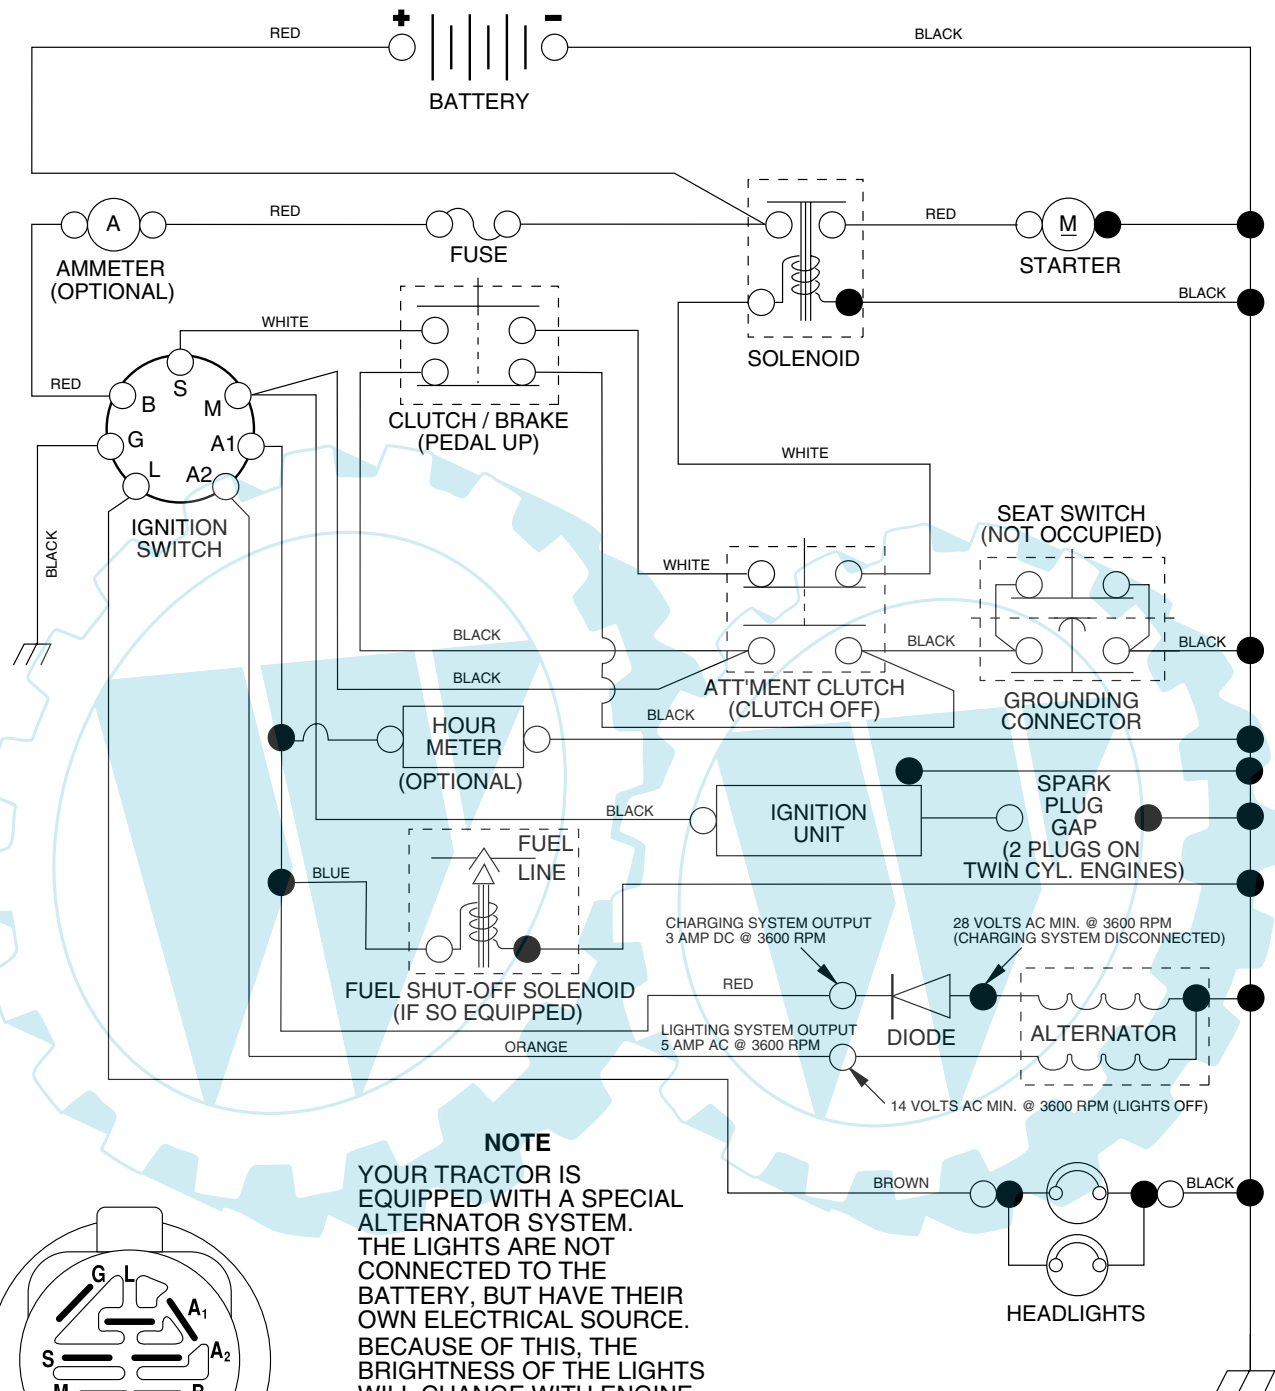 +
-
RED
BLACK
BATTERY
RED
RED
A
FUSE
M
AMMETER
(OPTIONAL)
STARTER
BLACK
WHITE
SOLENOID
RED
S
B
M
CLUTCH / BRAKE
(PEDAL UP)
G
A1
L
A2
WHITE
IGNITION
SWITCH
BLACK
SEAT SWITCH
(NOT OCCUPIED)
WHITE
BLACK
BLACK
BLACK
BLACK
ATT'MENT CLUTCH
(CLUTCH OFF)
GROUNDING
CONNECTOR
BLACK
HOUR
METER
(OPTIONAL)
BLACK
IGNITION
UNIT
SPARK
PLUG
GAP
(2 PLUGS ON
TWIN CYL. ENGINES)
FUEL
LINE
BLUE
CHARGING SYSTEM OUTPUT
3 AMP DC @ 3600 RPM
28 VOLTS AC MIN. @ 3600 RPM
(CHARGING SYSTEM DISCONNECTED)
FUEL SHUT-OFF SOLENOID
(IF SO EQUIPPED)
RED
DIODE
ALTERNATOR
LIGHTING SYSTEM OUTPUT
5 AMP AC @ 3600 RPM
ORANGE
14 VOLTS AC MIN. @ 3600 RPM (LIGHTS OFF)
NOTE
YOUR TRACTOR IS
EQUIPPED WITH A SPECIAL
ALTERNATOR SYSTEM.
THE LIGHTS ARE NOT
CONNECTED TO THE
BATTERY, BUT HAVE THEIR
OWN ELECTRICAL SOURCE.
BECAUSE OF THIS, THE
BRIGHTNESS OF THE LIGHTS
WILL CHANGE WITH ENGINE
BROWN
BLACK
HEADLIGHTS
G
L
A1
S
A2
M
B